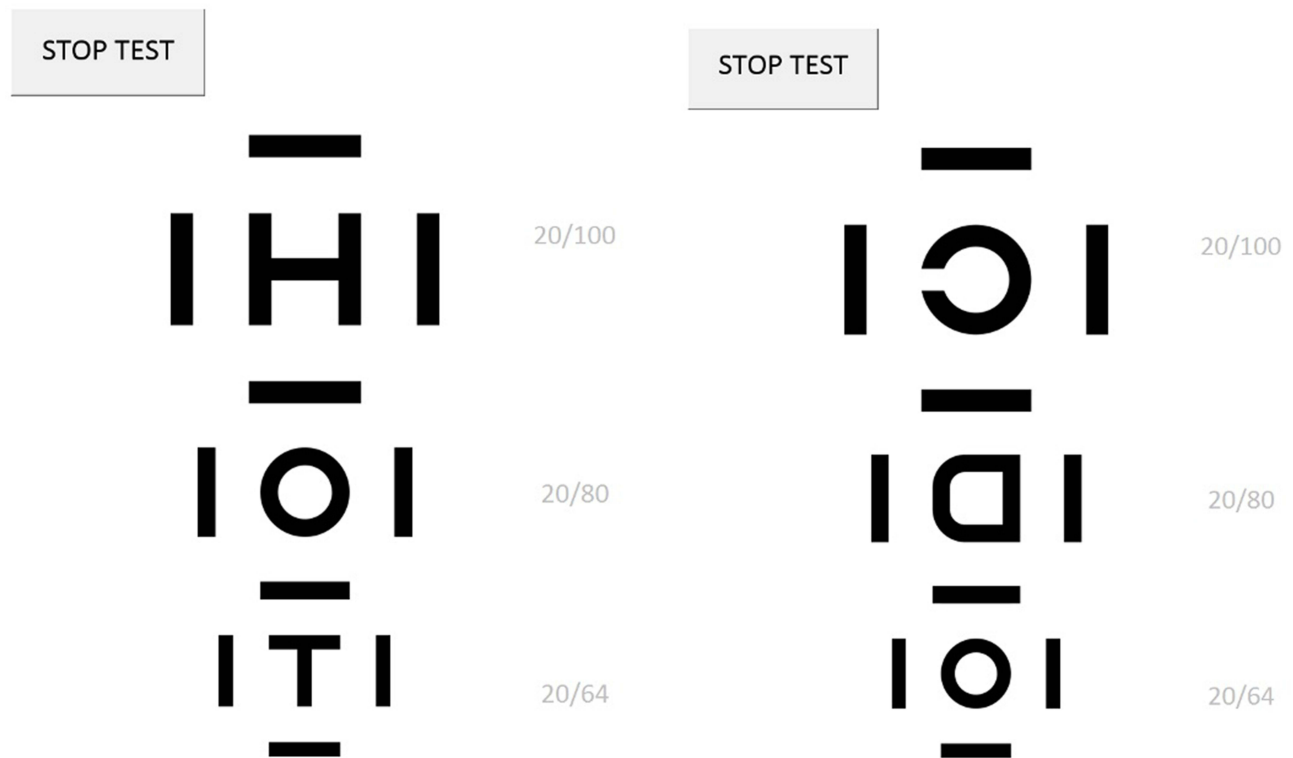 STOP TEST
H 20/100
O 20/80
T 20/64
STOP TEST
C 20/100
D 20/80
O 20/64